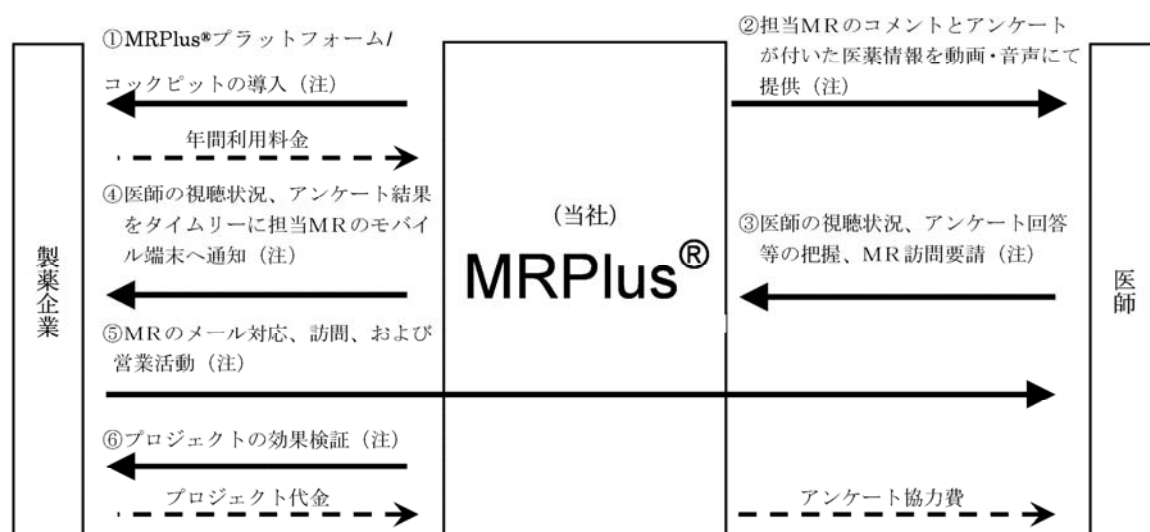 製薬企業
①MRPlus®プラットフォーム/
コックピットの導入（注）
年間利用料金
④医師の視聴状況、アンケート結果
をタイムリーに担当MRのモバイ
ル端末へ通知（注）
⑤MRのメール対応、訪問、および
営業活動（注）
⑥プロジェクトの効果検証（注）
プロジェクト代金
（当社）
MRPlus®
②担当MRのコメントとアンケート
が付いた医薬情報を動画・音声にて
提供（注）
③医師の視聴状況、アンケート回答
等の把握、MR訪問要請（注）
アンケート協力費
医師